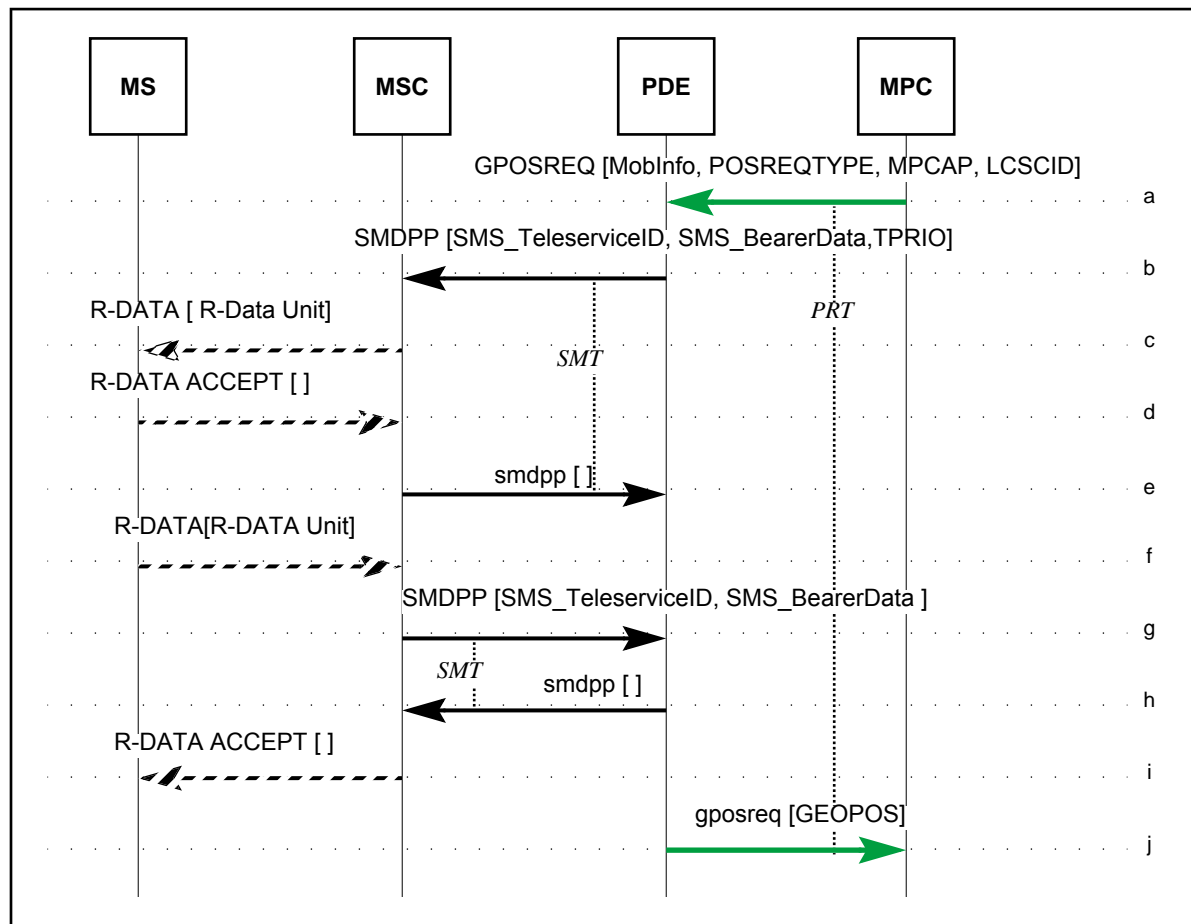 MS MSC PDE MPC
GPOSREQ [MobInfo, POSREQTYPE, MPCAP, LCSCID]
a
SMDPP [SMS_TeleserviceID, SMS_BearerData,TPRIO]
b
R-DATA [ R-Data Unit]
PRT
c
SMT
R-DATA ACCEPT [ ]
d
smdpp [ ]
e
R-DATA[R-DATA Unit]
f
SMDPP [SMS_TeleserviceID, SMS_BearerData ]
g
SMT
smdpp [ ]
h
R-DATA ACCEPT [ ]
i
gposreq [GEOPOS]
j